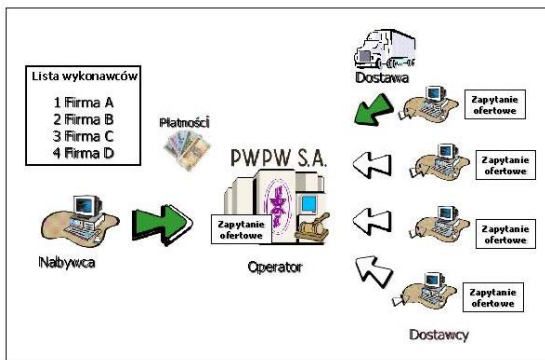 Lista wykonawców
1 Firma A
2 Firma B
3 Firma C
4 Firma D
Płatności
Dostawa
PWPW S.A.
Zapytanie
ofertowe
Nabywca
Operator
Zapytanie
ofertowe
Zapytanie
ofertowe
Zapytanie
ofertowe
Zapytanie
ofertowe
Dostawcy